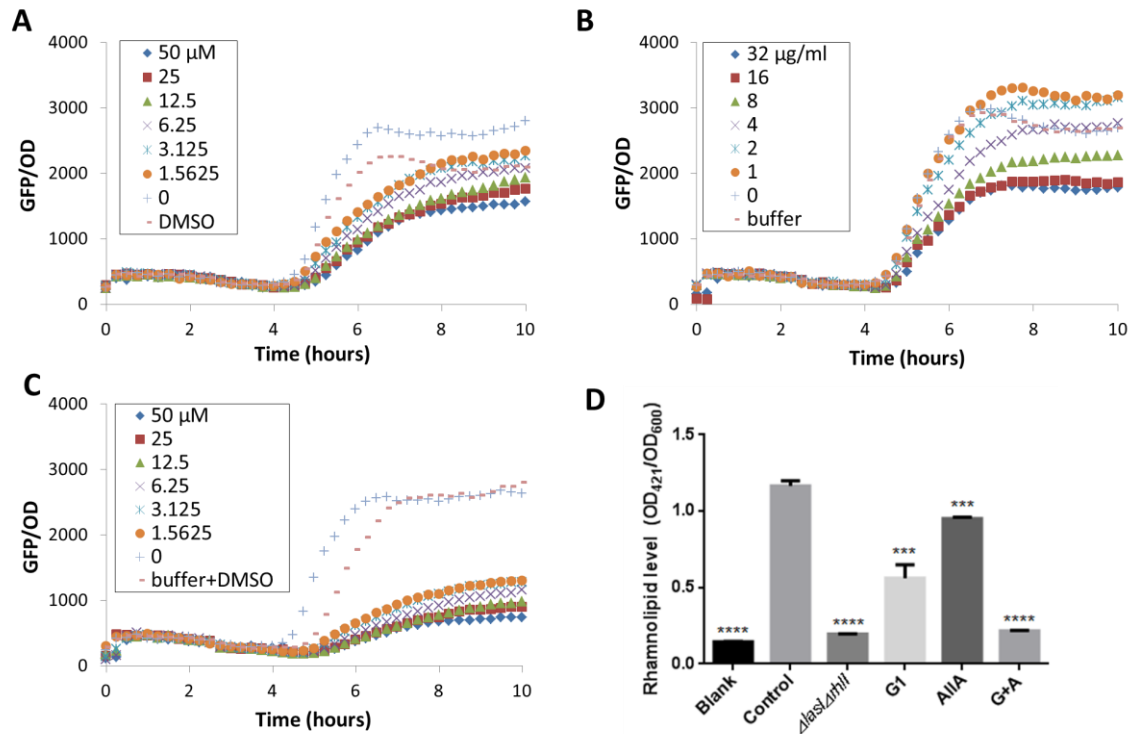 A
4000
3000
2000
1000
0
GFP/OD
50 µM
25
12.5
6.25
3.125
1.5625
0
DMSO
0 2 4 6 8 10
Time (hours)
B
4000
3000
2000
1000
0
GFP/OD
32 µg/ml
16
8
4
2
1
0
buffer
0 2 4 6 8 10
Time (hours)
C
4000
3000
2000
1000
0
GFP/OD
50 µM
25
12.5
6.25
3.125
1.5625
0
buffer+DMSO
0 2 4 6 8 10
Time (hours)
D
Rhamnolipid level (OD421/OD600)
1.5
1.0
0.5
0.0
**** **** *** *** ****
Blank Control ΔlasIΔrhlI G1 AIIA G+A